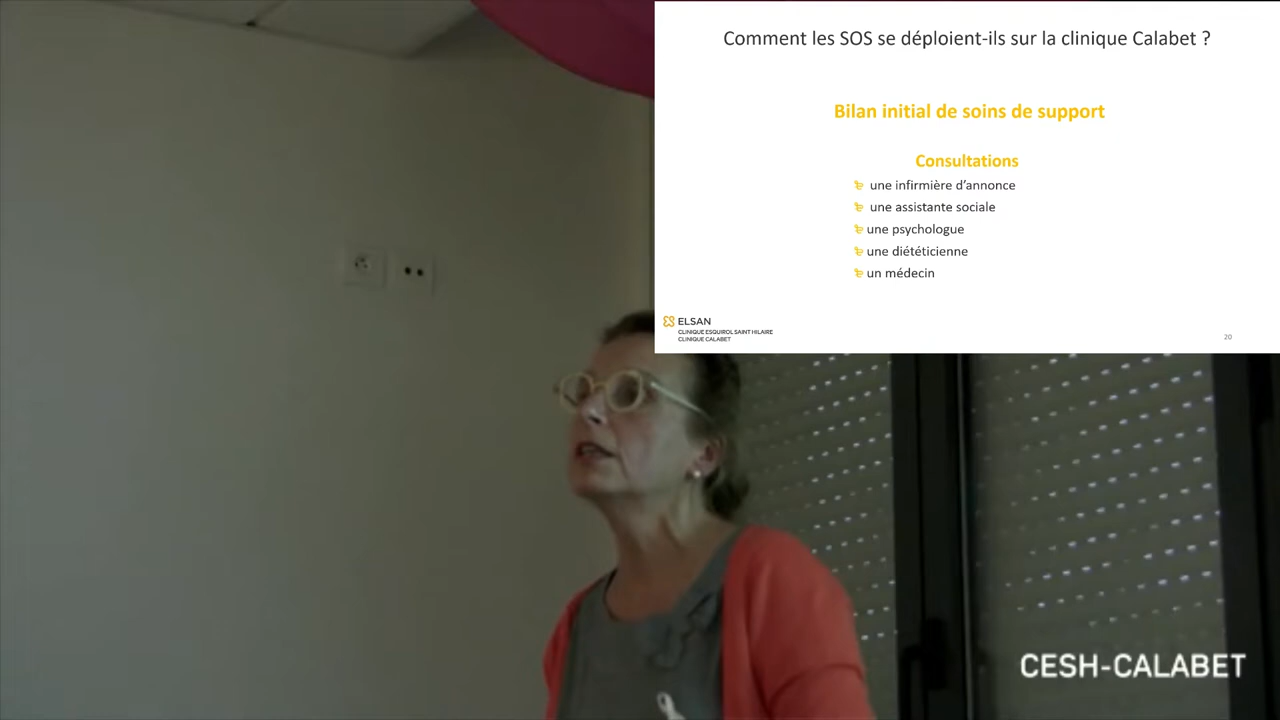 Comment les SOS se déploient-ils sur la clinique Calabet ?
Bilan initial de soins de support
Consultations
une infirmière d’annonce
une assistante sociale
une psychologue
une diététicienne
un médecin
ELSAN
CLINIQUE ESQUIROL SAINT HILAIRE
CLINIQUE CALABET
20
CESH-CALABET